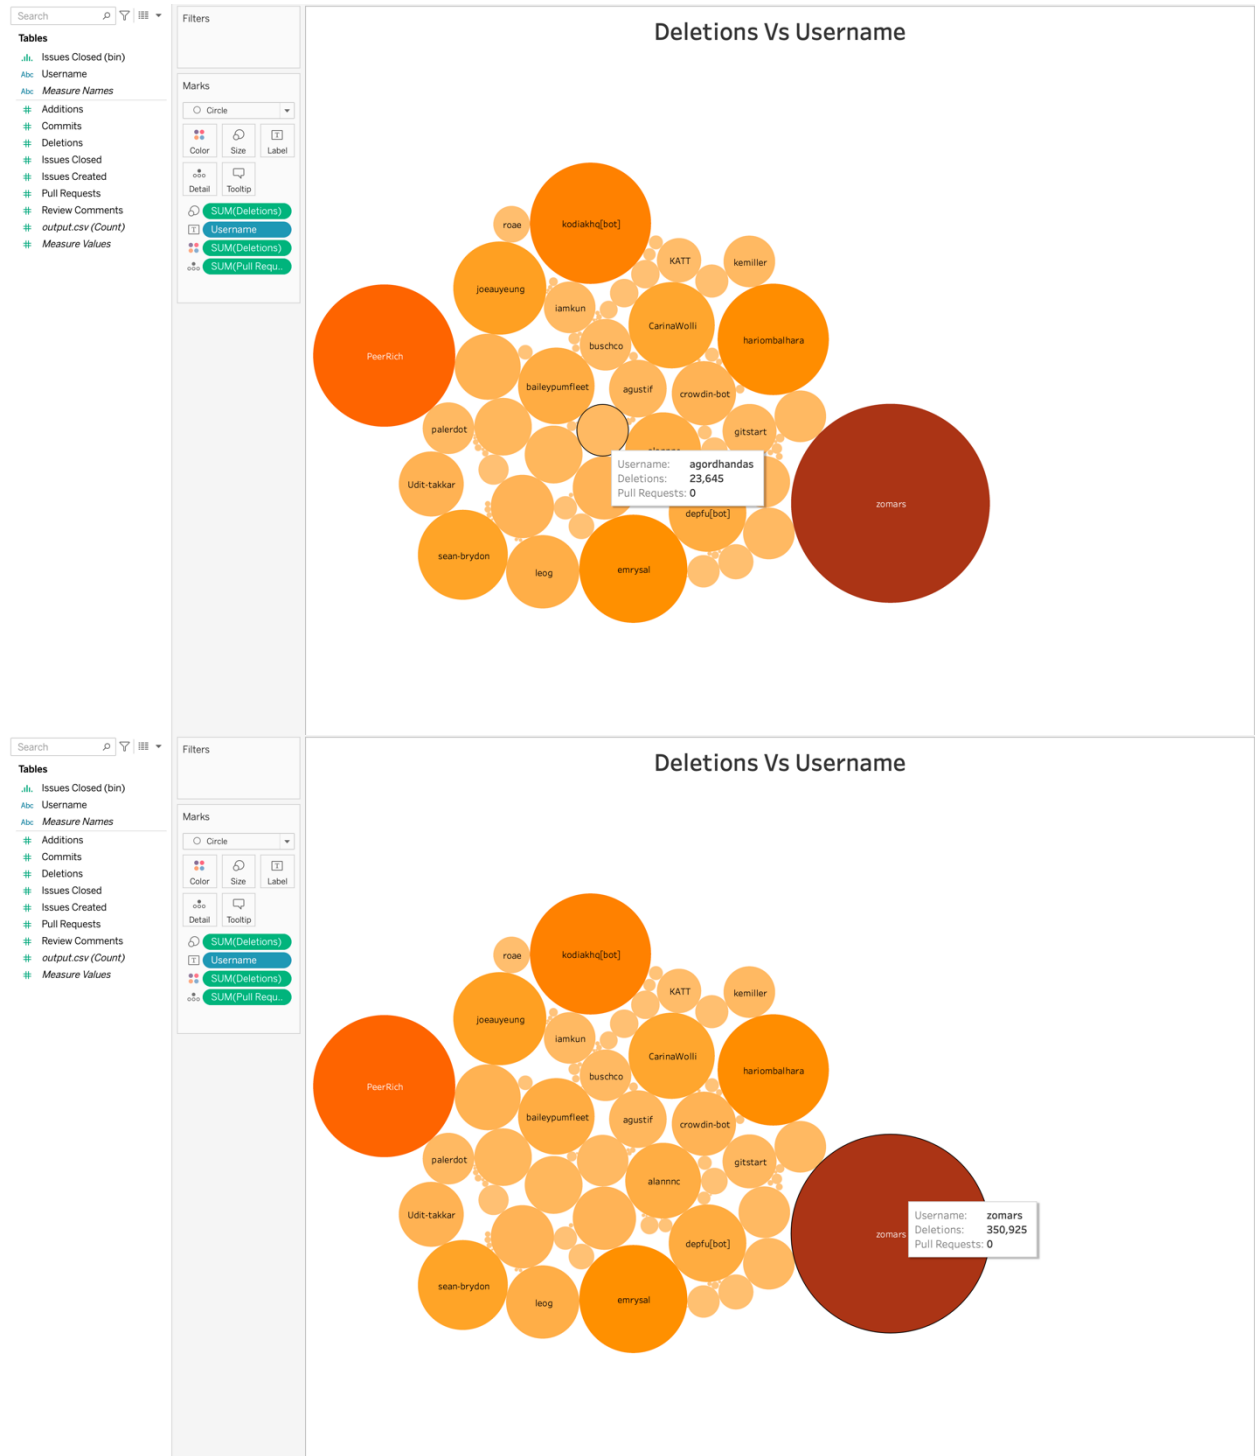 Search
Tables
Issues Closed (bin)
Abc Username
Abc Measure Names
# Additions
# Commits
# Deletions
# Issues Closed
# Issues Created
# Pull Requests
# Review Comments
# output.csv (Count)
# Measure Values
Filters
Marks
Circle
Color
Size
T
Label
Detail
Tooltip
SUM(Deletions)
T
Username
SUM(Deletions)
SUM(Pull Requ..
Deletions Vs Username
kodiakhq[bot]
roae
KATT
kemiller
joeauyeung
iamkun
CarinaWolli
hariombalhara
buschco
PeerRich
baileypumfleet
agustif
crowdin-bot
palerdot
gitstart
Username: agordhandas
Deletions: 23,645
Pull Requests: 0
Udit-takkar
zomars
depfu[bot]
sean-brydon
leog
emrysal
Search
Tables
Issues Closed (bin)
Abc Username
Abc Measure Names
# Additions
# Commits
# Deletions
# Issues Closed
# Issues Created
# Pull Requests
# Review Comments
# output.csv (Count)
# Measure Values
Filters
Marks
Circle
Color
Size
T
Label
Detail
Tooltip
SUM(Deletions)
T
Username
SUM(Deletions)
SUM(Pull Requ..
Deletions Vs Username
kodiakhq[bot]
roae
KATT
kemiller
joeauyeung
iamkun
CarinaWolli
hariombalhara
buschco
PeerRich
baileypumfleet
agustif
crowdin-bot
palerdot
gitstart
alannnc
Udit-takkar
zomars
Username: zomars
Deletions: 350,925
Pull Requests: 0
depfu[bot]
sean-brydon
leog
emrysal